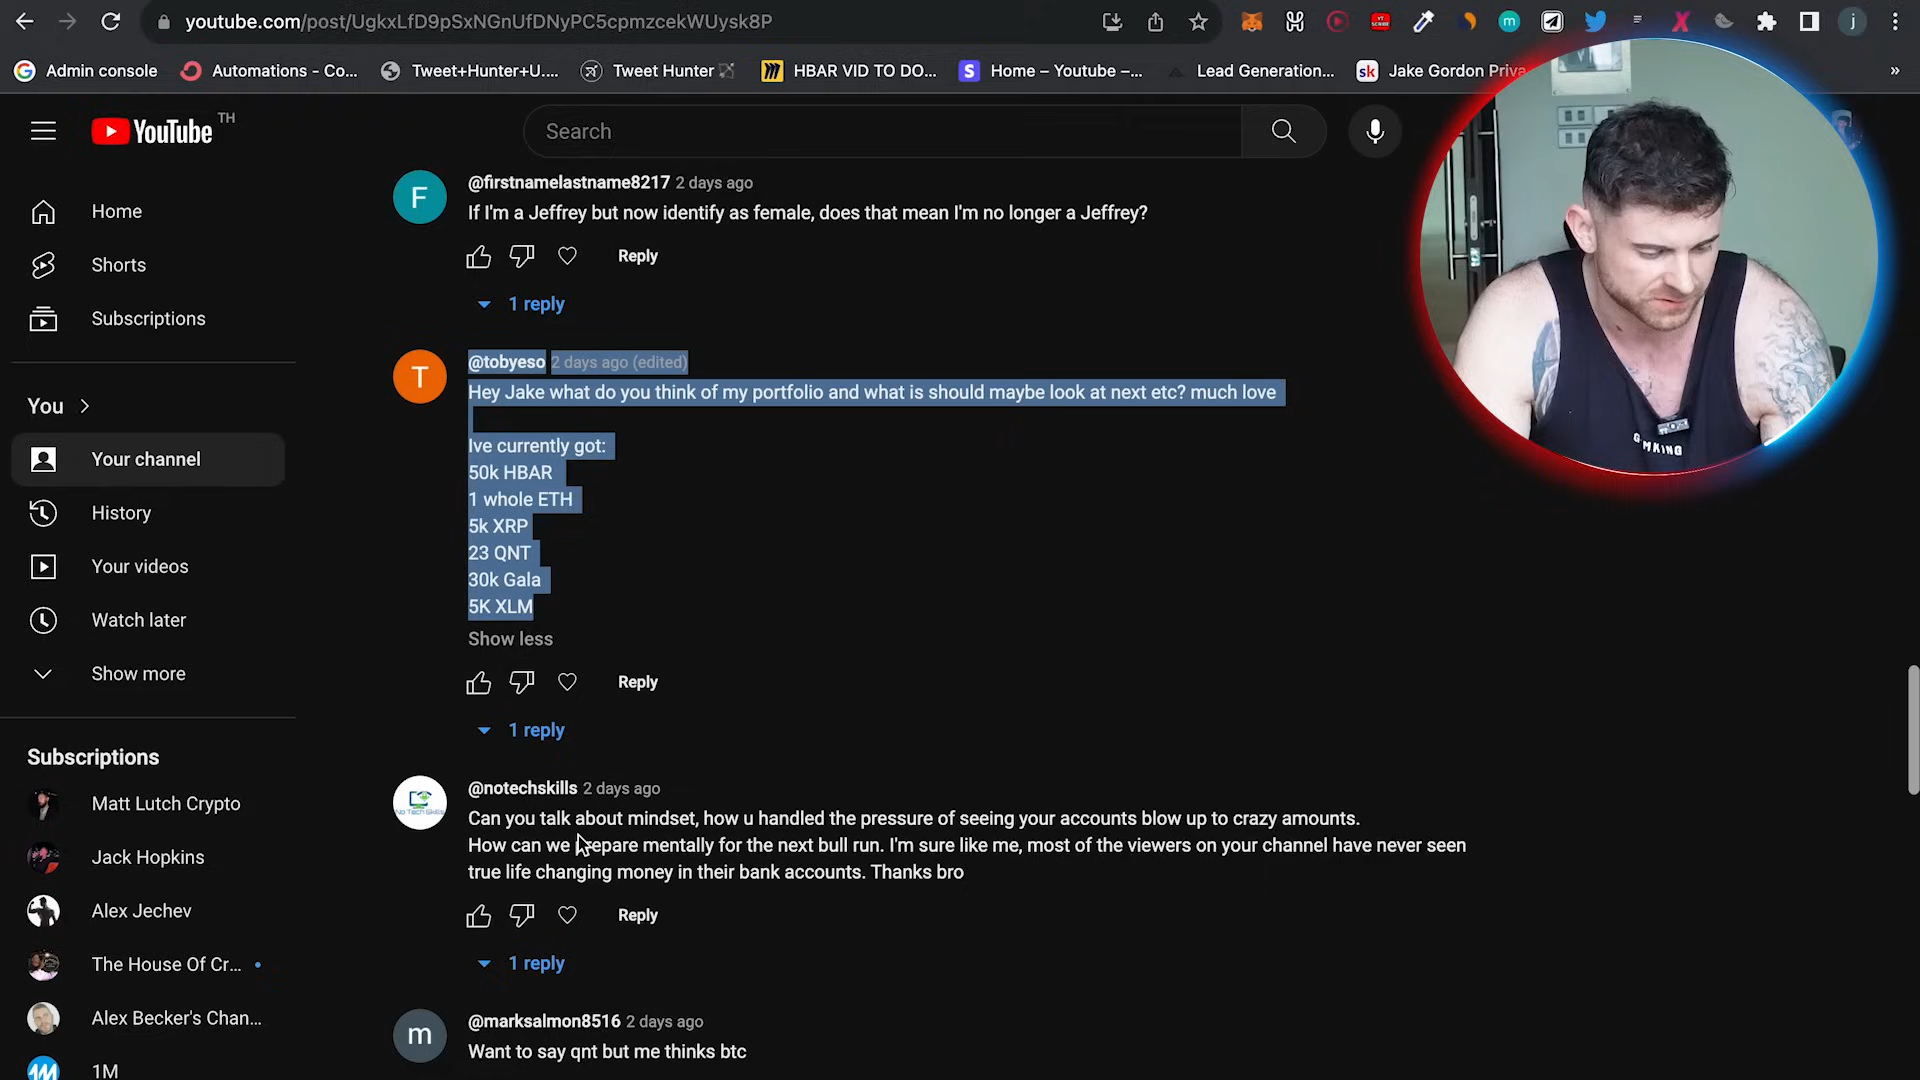 youtube.com/post/UgkxLfD9pSxNGnUfDNyPC5cpmzcekWUysk8P
YT SCRIBE
m
j
Admin console
Automations - Co...
Tweet+Hunter+U....
Tweet Hunter
HBAR VID TO DO...
S
Home – Youtube –...
Lead Generation...
sk
Jake Gordon Priva
»
YouTube TH
Search
Home
Shorts
Subscriptions
You
Your channel
History
Your videos
Watch later
Show more
Subscriptions
Matt Lutch Crypto
Jack Hopkins
Alex Jechev
The House Of Cr...
Alex Becker's Chan...
1M
F
@firstnamelastname8217 2 days ago
If I'm a Jeffrey but now identify as female, does that mean I'm no longer a Jeffrey?
Reply
1 reply
T
@tobyeso 2 days ago (edited)
Hey Jake what do you think of my portfolio and what is should maybe look at next etc? much love
Ive currently got:
50k HBAR
1 whole ETH
5k XRP
23 QNT
30k Gala
5K XLM
Show less
Reply
1 reply
No Tech Skills
@notechskills 2 days ago
Can you talk about mindset, how u handled the pressure of seeing your accounts blow up to crazy amounts.
How can we prepare mentally for the next bull run. I'm sure like me, most of the viewers on your channel have never seen
true life changing money in their bank accounts. Thanks bro
Reply
1 reply
m
@marksalmon8516 2 days ago
Want to say qnt but me thinks btc